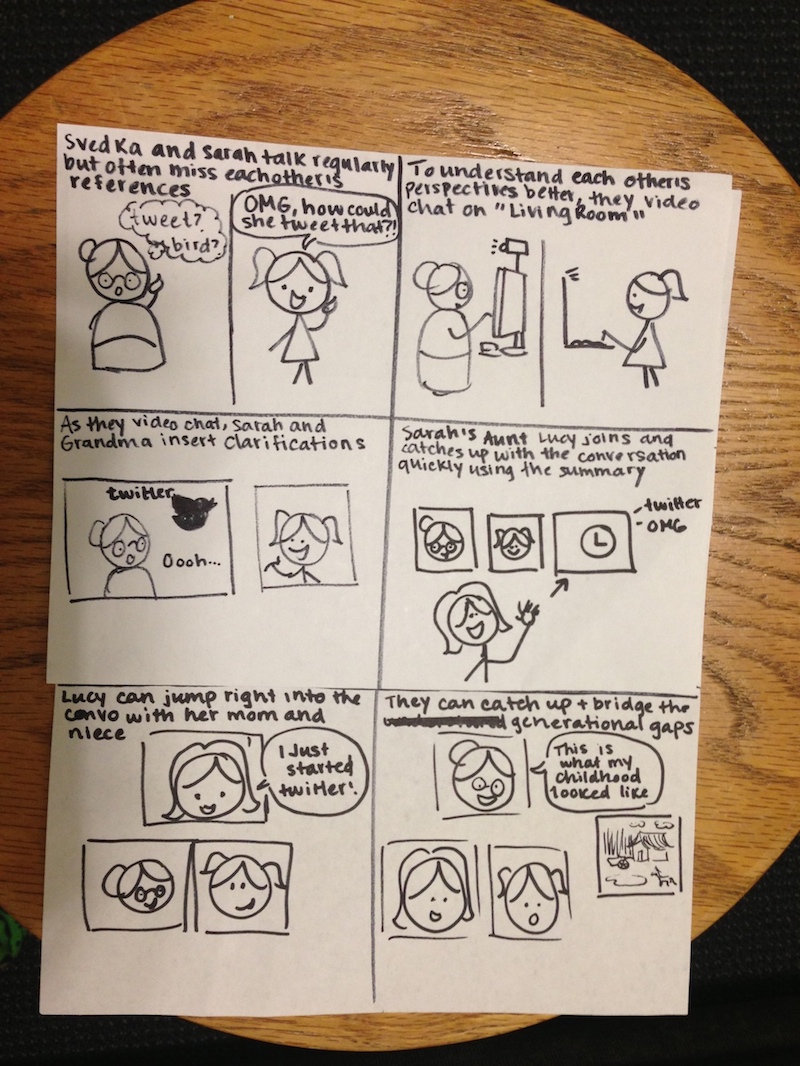 Svedka and Sarah talk regularly
but often miss eachother's
references
tweet?
bird?
OMG, how could
she tweet that?!
To understand each other's
perspectives better, they video
chat on "Living Room"
As they video chat, Sarah and
Grandma insert clarifications
twitter
Oooh...
Sarah's Aunt Lucy joins and
catches up with the conversation
quickly using the summary
- twitter
- OMG
Lucy can jump right into the
convo with her mom and
niece
I Just
started
twitter!
They can catch up + bridge the
generational gaps
This is
what my
childhood
looked like